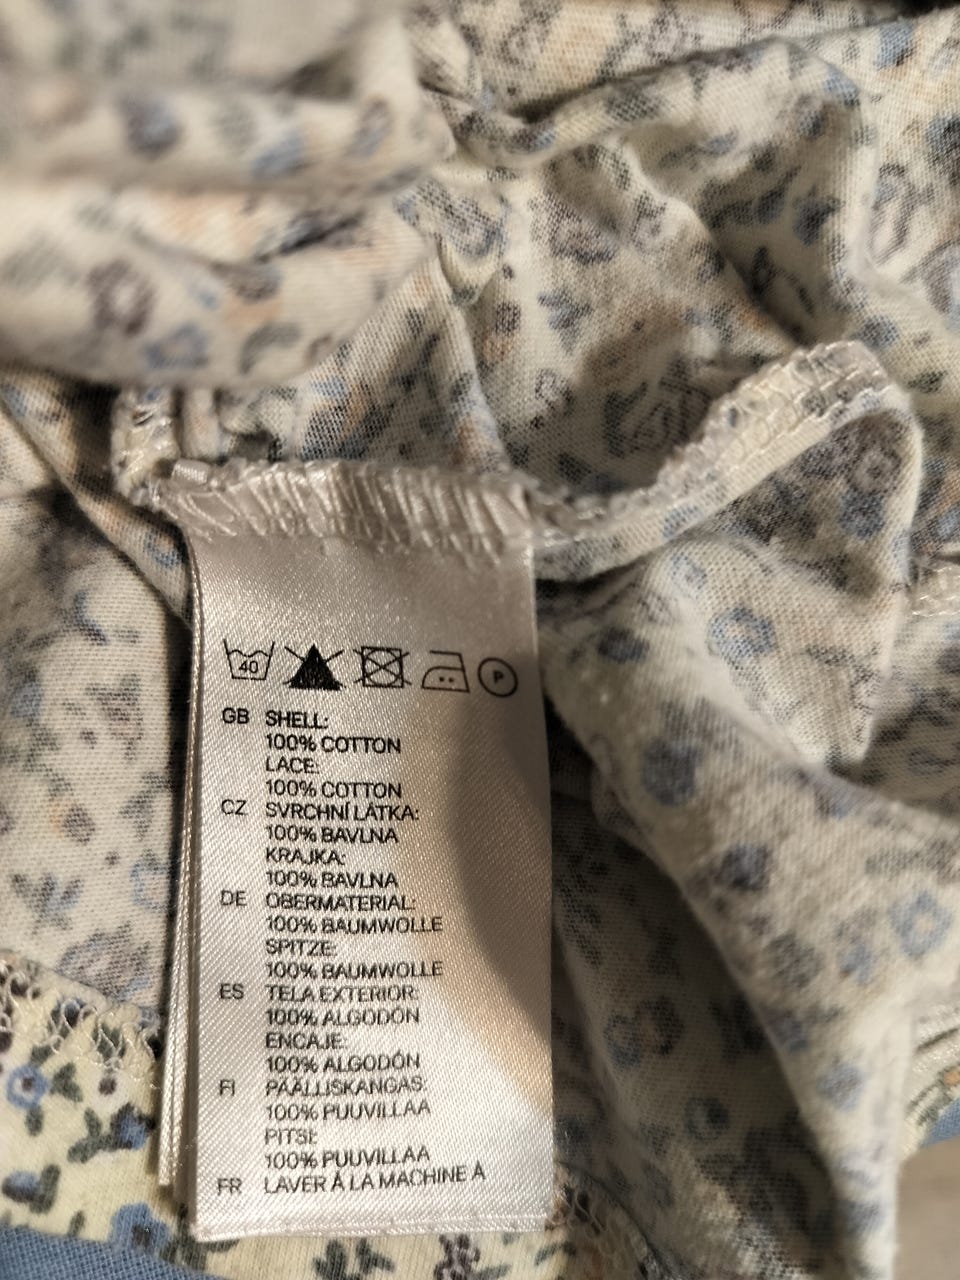 40 P
GB SHELL:
100% COTTON
LACE:
100% COTTON
CZ SVRCHNÍ LÁTKA:
100% BAVLNA
KRAJKA:
100% BAVLNA
DE OBERMATERIAL:
100% BAUMWOLLE
SPITZE:
100% BAUMWOLLE
ES TELA EXTERIOR:
100% ALGODÓN
ENCAJE:
100% ALGODÓN
FI PÄÄLLISKANGAS:
100% PUUVILLAA
PITSI:
100% PUUVILLAA
FR LAVER À LA MACHINE À